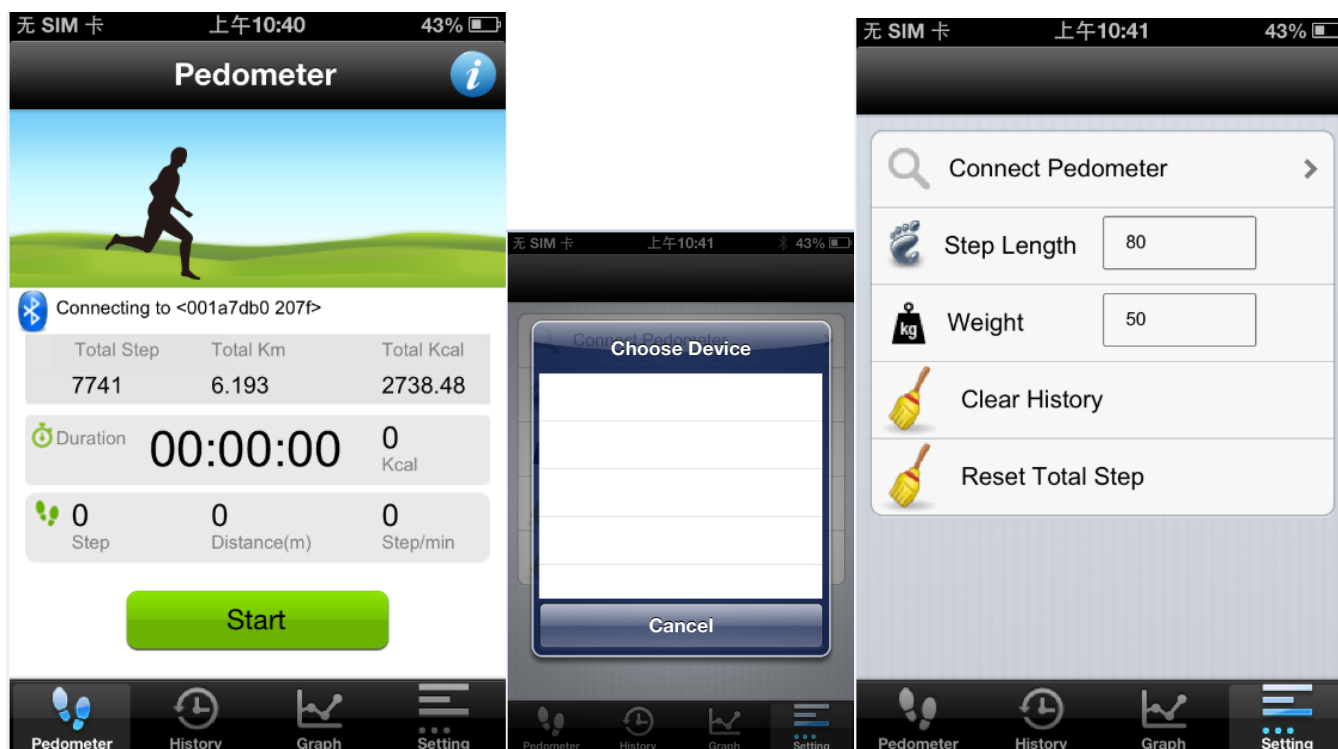 无 SIM 卡 上午10:40 43%
Pedometer
i
Connecting to <001a7db0 207f>
Total Step Total Km Total Kcal
7741 6.193 2738.48
Duration 00:00:00 0
Kcal
0 0 0
Step Distance(m) Step/min
Start
Pedometer History Graph Setting
无 SIM 卡 上午10:41 43%
Connect Pedometer
Choose Device
Cancel
Pedometer History Graph Setting
无 SIM 卡 上午10:41 43%
Connect Pedometer
Step Length 80
kg Weight 50
Clear History
Reset Total Step
Pedometer History Graph Setting